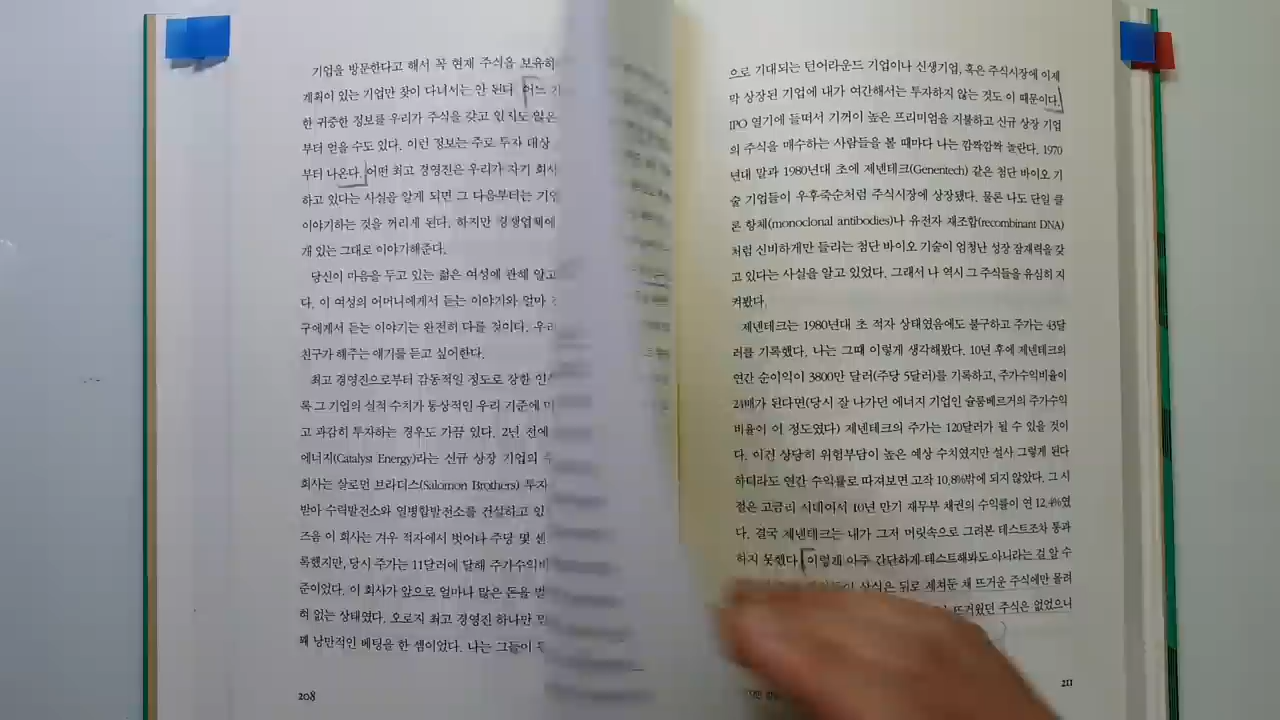 기업을 방문한다고 해서 꼭 현재 주식을 보유하
계획이 있는 기업만 찾아 다녀서는 안 된다. 어느
한 귀중한 정보를 우리가 주식을 갖고 있지도 않은
부터 얻을 수도 있다. 이런 정보는 주로 투자 대상
부터 나온다. 어떤 최고 경영진은 우리가 자기 회사
하고 있다는 사실을 알게 되면 그 다음부터는 기업
이야기하는 것을 꺼리게 된다. 하지만 경쟁업체에
개 있는 그대로 이야기해준다.
당신이 마음을 두고 있는 젊은 여성에 관해 알고
다. 이 여성의 어머니에게서 듣는 이야기와 얼마
구에게서 듣는 이야기는 완전히 다를 것이다. 우리
친구가 해주는 얘기를 듣고 싶어한다.
최고 경영진으로부터 감동적일 정도로 강한 인
록 그 기업의 실적 수치가 통상적인 우리 기준에 미
고 과감히 투자하는 경우도 가끔 있다. 2년 전에
에너지(Catalyst Energy)라는 신규 상장 기업의
회사는 살로먼 브라더스(Salomon Brothers) 투자
받아 수력발전소와 열병합발전소를 건설하고 있
즈음 이 회사는 겨우 적자에서 벗어나 주당 몇 센
록했지만, 당시 주가는 11달러에 달해 주가수익비
준이었다. 이 회사가 앞으로 얼마나 많은 돈을 벌
혀 없는 상태였다. 오로지 최고 경영진 하나만 믿
꽤 낭만적인 베팅을 한 셈이었다. 나는 그들이
208
으로 기대되는 턴어라운드 기업이나 신생기업, 혹은 주식시장에 이제
막 상장된 기업에 내가 여간해서는 투자하지 않는 것도 이 때문이다.
IPO 열기에 들떠서 기꺼이 높은 프리미엄을 지불하고 신규 상장 기업
의 주식을 매수하는 사람들을 볼 때마다 나는 깜짝깜짝 놀란다. 1970
년대 말과 1980년대 초에 제넨테크(Genentech) 같은 첨단 바이오 기
술 기업들이 우후죽순처럼 주식시장에 상장됐다. 물론 나도 단일 클
론 항체(monoclonal antibodies)나 유전자 재조합(recombinant DNA)
처럼 신비하게만 들리는 첨단 바이오 기술이 엄청난 성장 잠재력을 갖
고 있다는 사실을 알고 있었다. 그래서 나 역시 그 주식들을 유심히 지
켜봤다.
제넨테크는 1980년대 초 적자 상태였음에도 불구하고 주가는 43달
러를 기록했다. 나는 그때 이렇게 생각해봤다. 10년 후에 제넨테크의
연간 순이익이 3800만 달러(주당 5달러)를 기록하고, 주가수익비율이
24배가 된다면(당시 잘 나가던 에너지 기업인 슐룸베르거의 주가수익
비율이 이 정도였다) 제넨테크의 주가는 120달러가 될 수 있을 것이
다. 이건 상당히 위험부담이 높은 예상 수치였지만 설사 그렇게 된다
하더라도 연간 수익률로 따져보면 고작 10.8%밖에 되지 않았다. 그 시
절은 고금리 시대여서 10년 만기 재무부 채권의 수익률이 연 12.4%였
다. 결국 제넨테크는 내가 그저 머릿속으로 그려본 테스트조차 통과
하지 못했다. 이렇게 아주 간단하게 테스트해봐도 아니라는 걸 알 수
상식은 뒤로 제쳐둔 채 뜨거운 주식에만 몰려
뜨거웠던 주식은 없었으니
211